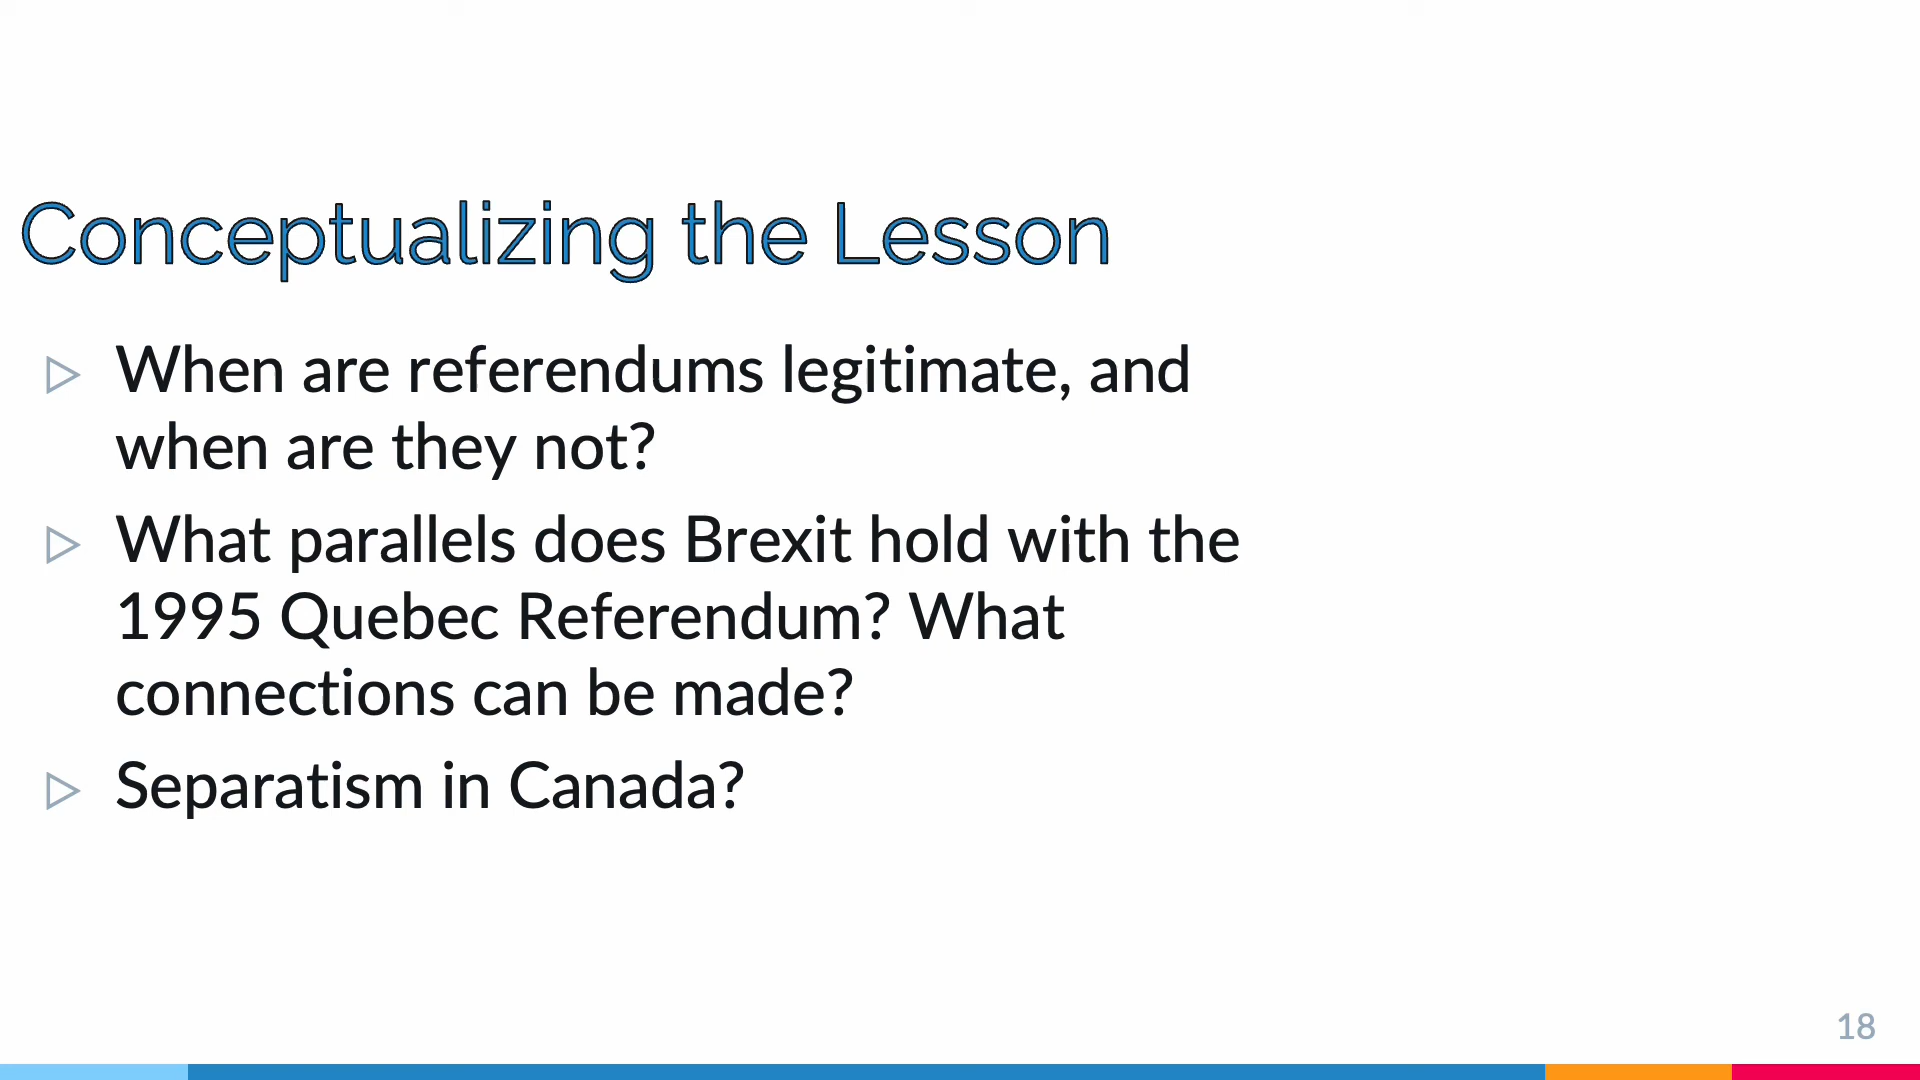 Conceptualizing the Lesson
▷ When are referendums legitimate, and
when are they not?
▷ What parallels does Brexit hold with the
1995 Quebec Referendum? What
connections can be made?
▷ Separatism in Canada?
18